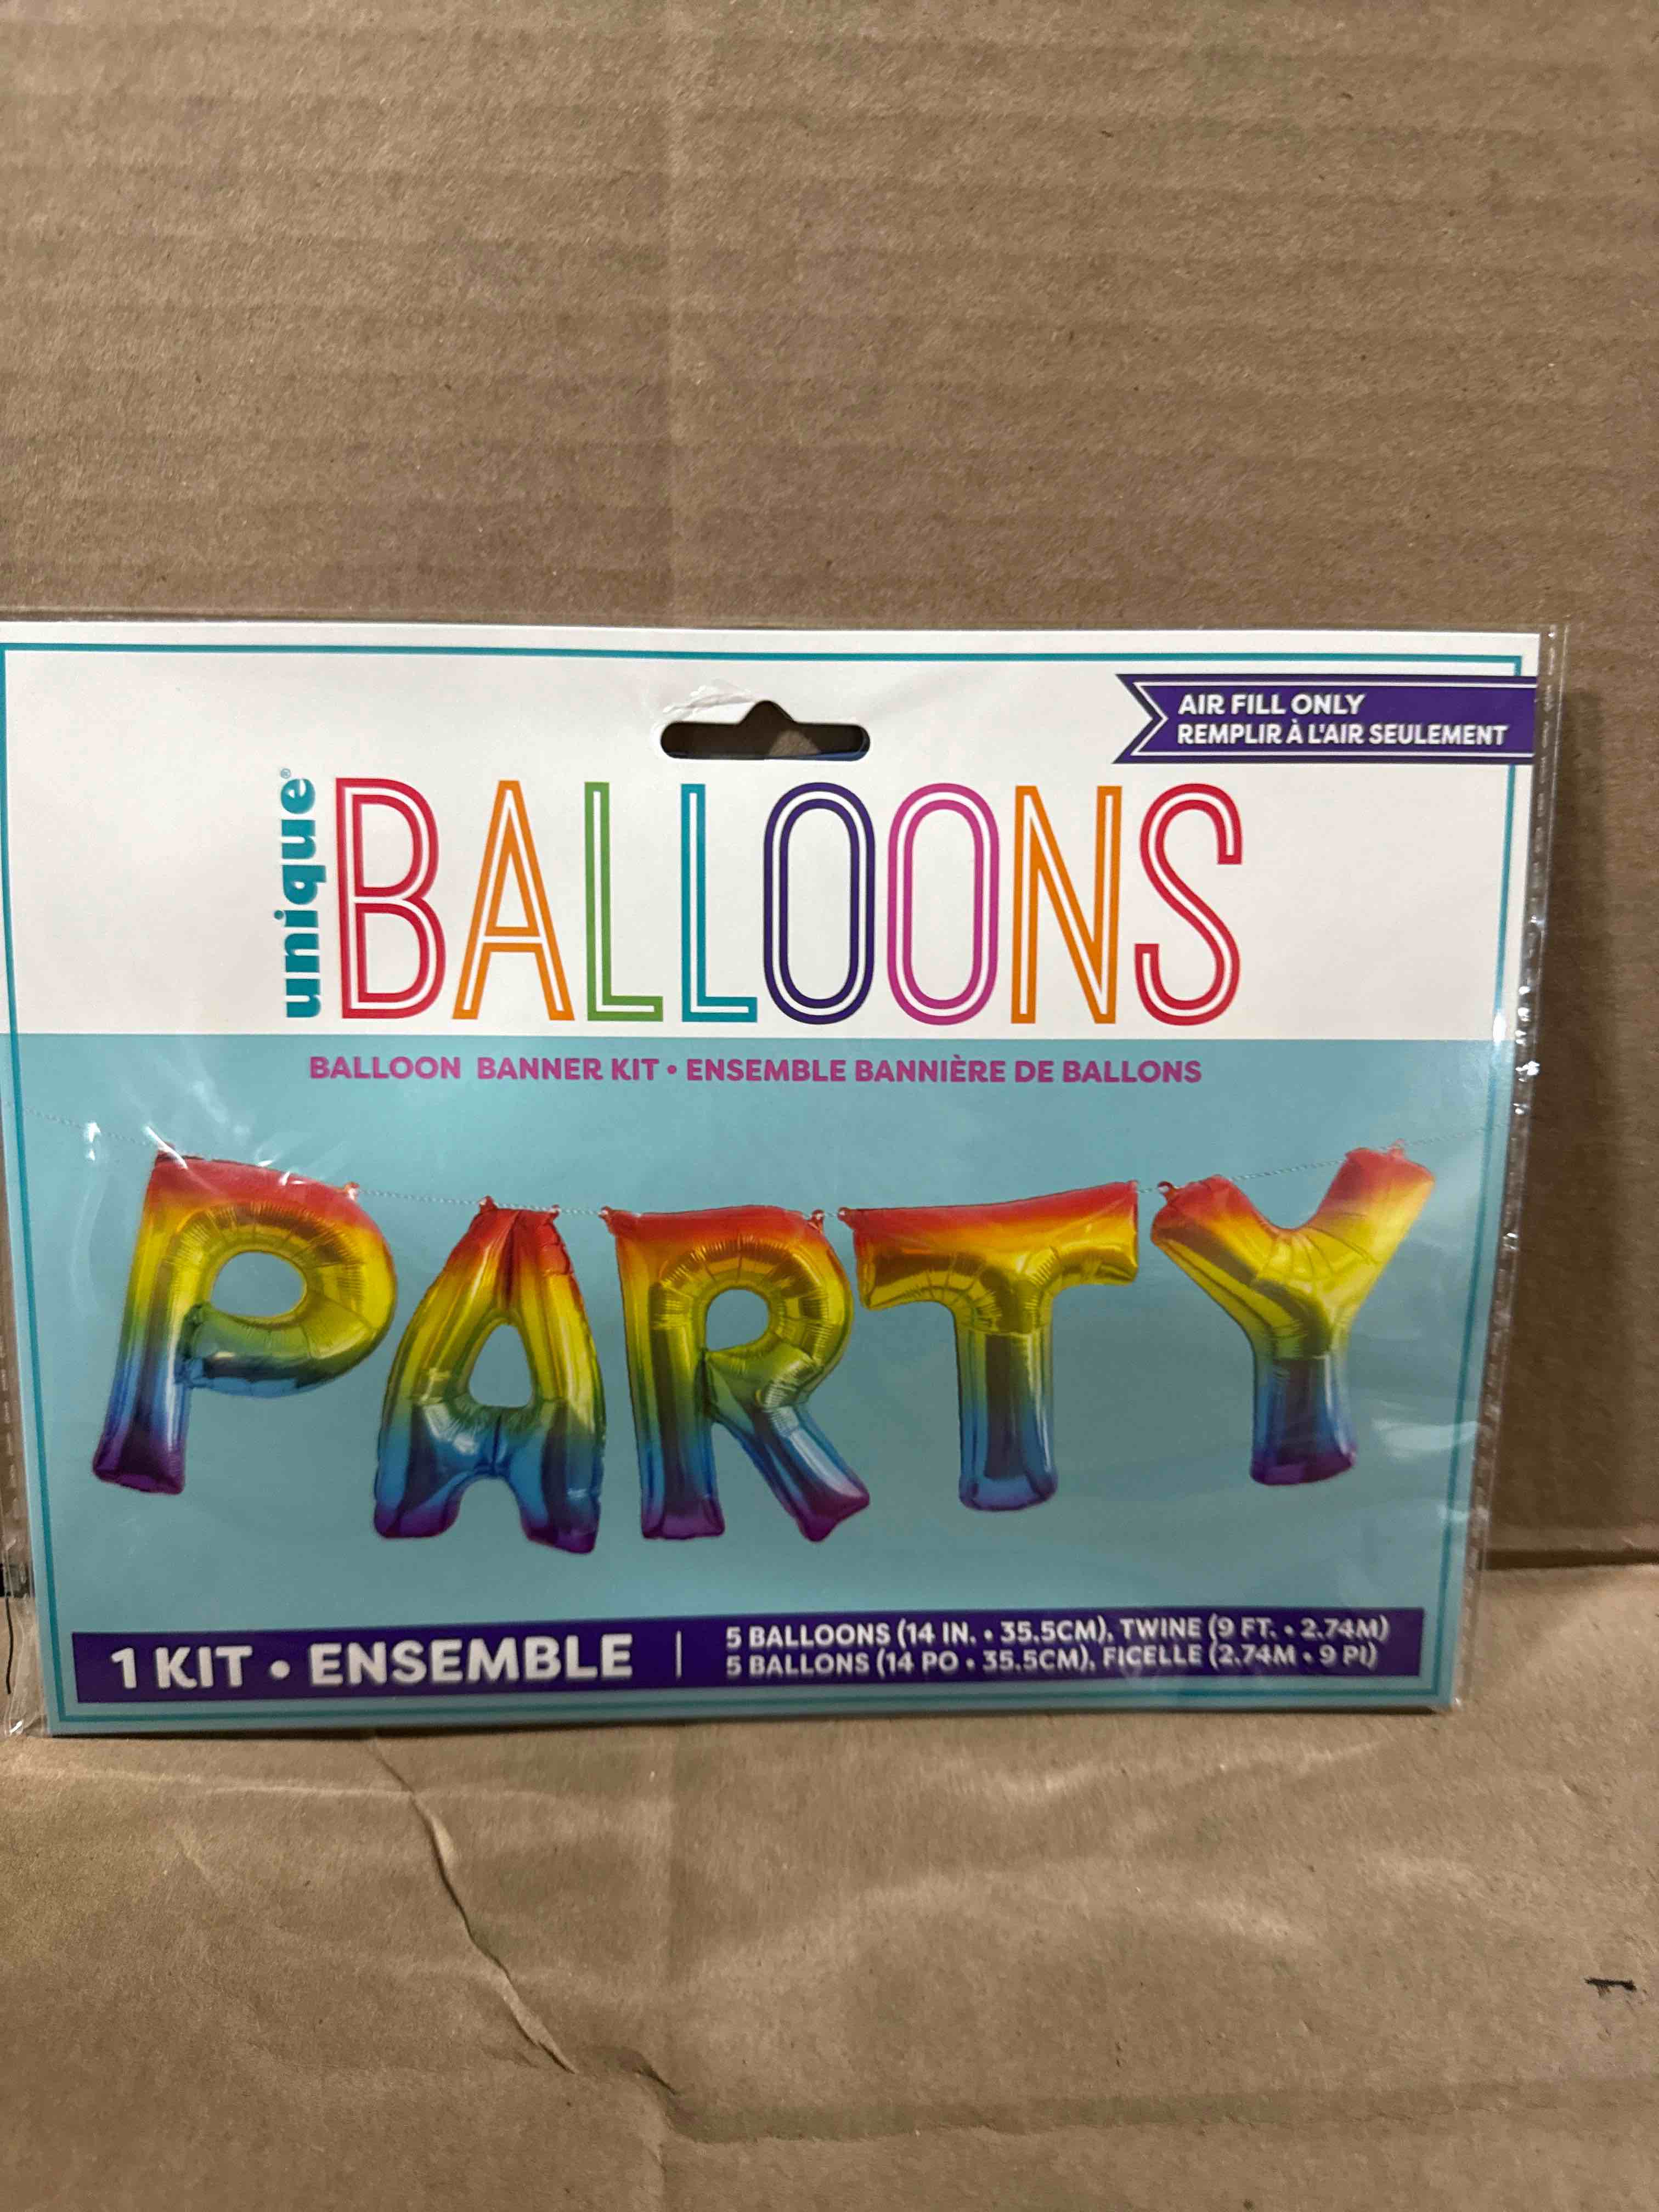 AIR FILL ONLY
REMPLIR À L'AIR SEULEMENT
unique®
BALLOONS
BALLOON BANNER KIT • ENSEMBLE BANNIÈRE DE BALLONS
PARTY
1 KIT • ENSEMBLE
5 BALLOONS (14 IN. • 35.5CM), TWINE (9 FT. • 2.74M)
5 BALLONS (14 PO • 35.5CM), FICELLE (2.74M • 9 PI)